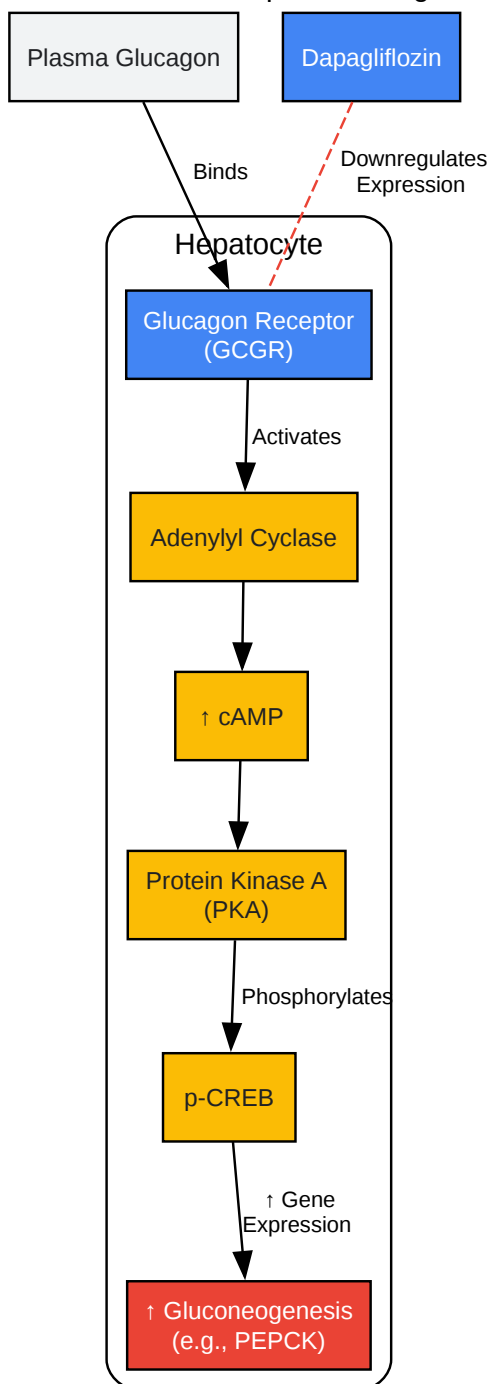 Plasma Glucagon
Dapagliflozin
Binds
Downregulates
Expression
Hepatocyte
Glucagon Receptor
(GCGR)
Activates
Adenylyl Cyclase
↑ cAMP
Protein Kinase A
(PKA)
Phosphorylates
p-CREB
↑ Gene
Expression
↑ Gluconeogenesis
(e.g., PEPCK)